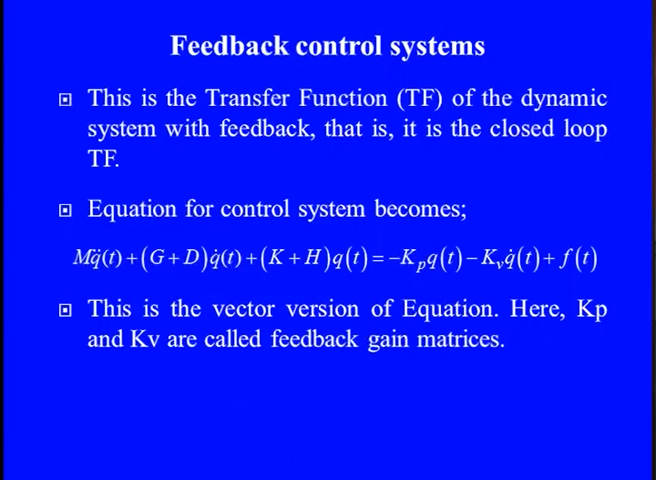 Feedback control systems
This is the Transfer Function (TF) of the dynamic
system with feedback, that is, it is the closed loop
TF.
Equation for control system becomes;
Mq̈(t)+(G+D)q̇(t)+(K+H)q(t)=−Kₚq(t)−Kᵥq̇(t)+f(t)
This is the vector version of Equation. Here, Kp
and Kv are called feedback gain matrices.